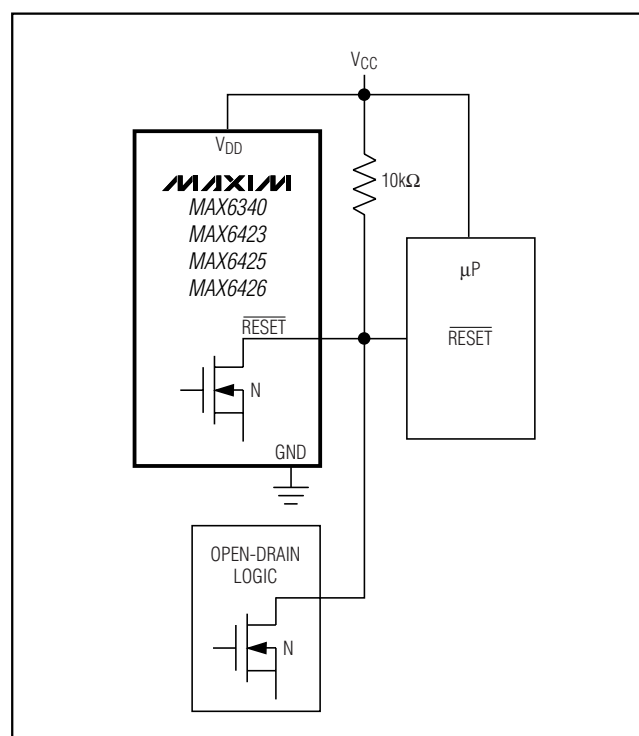 VCC
VDD
MAXIM
MAX6340
MAX6423
MAX6425
MAX6426
10kΩ
μP
RESET
RESET
N
GND
OPEN-DRAIN
LOGIC
N